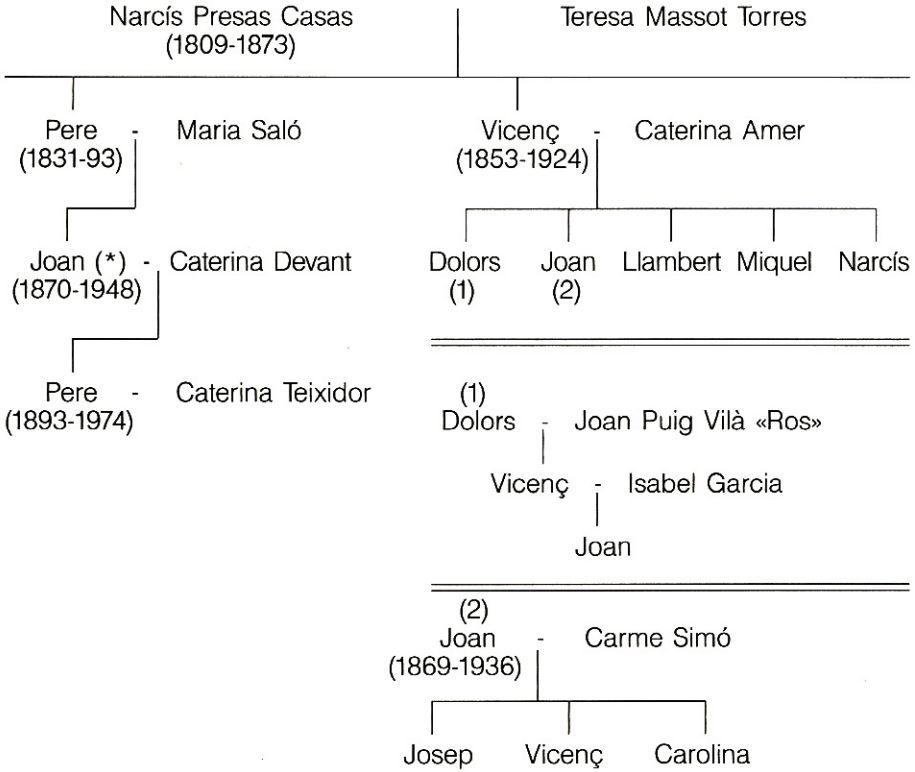 Narcís Presas Casas Teresa Massot Torres
(1809-1873)
Pere - Maria Saló Vicenç - Caterina Amer
(1831-93) (1853-1924)
Joan (*) - Caterina Devant Dolors Joan Llambert Miquel Narcís
(1870-1948) (1) (2)
Pere - Caterina Teixidor
(1893-1974)
(1)
Dolors - Joan Puig Vilà «Ros»
Vicenç - Isabel Garcia
Joan
(2)
Joan - Carme Simó
(1869-1936)
Josep Vicenç Carolina